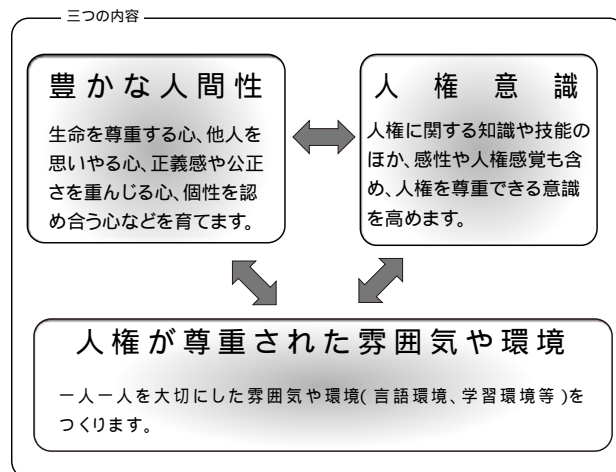 三つの内容
豊かな人間性
生命を尊重する心、他人を
思いやる心、正義感や公正
さを重んじる心、個性を認
め合う心などを育てます。
人権意識
人権に関する知識や技能の
ほか、感性や人権感覚も含
め、人権を尊重できる意識
を高めます。
人権が尊重された雰囲気や環境
一人一人を大切にした雰囲気や環境(言語環境、学習環境等)を
つくります。